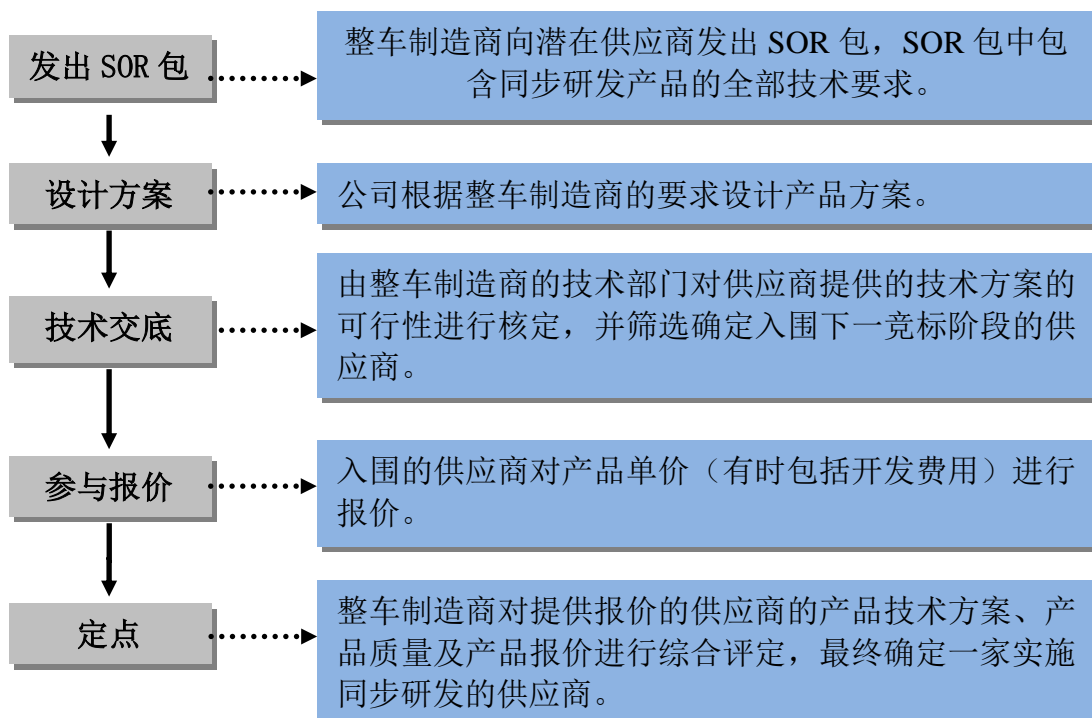 发出 SOR 包
整车制造商向潜在供应商发出 SOR 包，SOR 包中包
含同步研发产品的全部技术要求。
设计方案
公司根据整车制造商的要求设计产品方案。
技术交底
由整车制造商的技术部门对供应商提供的技术方案的
可行性进行核定，并筛选确定入围下一竞标阶段的供
应商。
参与报价
入围的供应商对产品单价（有时包括开发费用）进行
报价。
定点
整车制造商对提供报价的供应商的产品技术方案、产
品质量及产品报价进行综合评定，最终确定一家实施
同步研发的供应商。